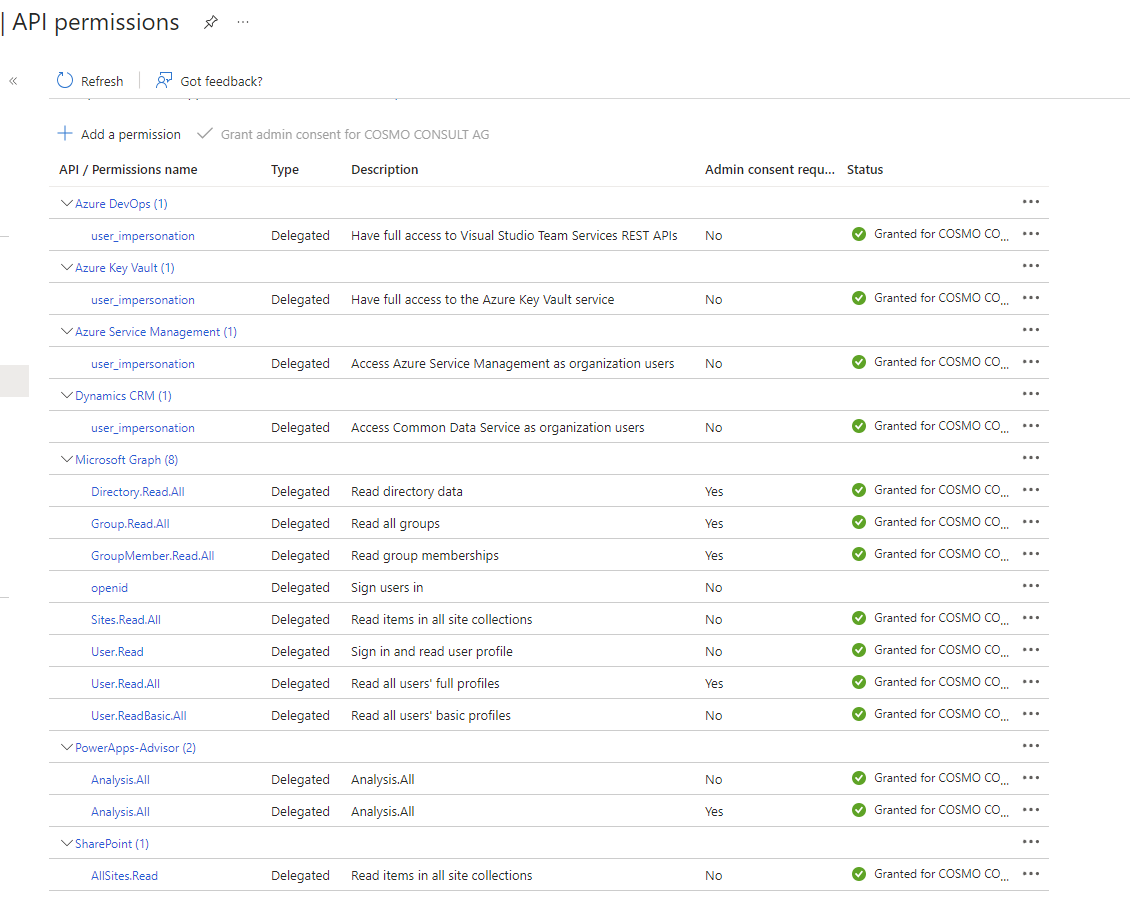 API permissions ...
« Refresh Got feedback?
Add a permission Grant admin consent for COSMO CONSULT AG
API / Permissions name Type Description Admin consent requ... Status
Azure DevOps (1) ...
user_impersonation Delegated Have full access to Visual Studio Team Services REST APIs No Granted for COSMO CO... ...
Azure Key Vault (1) ...
user_impersonation Delegated Have full access to the Azure Key Vault service No Granted for COSMO CO... ...
Azure Service Management (1) ...
user_impersonation Delegated Access Azure Service Management as organization users No Granted for COSMO CO... ...
Dynamics CRM (1) ...
user_impersonation Delegated Access Common Data Service as organization users No Granted for COSMO CO... ...
Microsoft Graph (8) ...
Directory.Read.All Delegated Read directory data Yes Granted for COSMO CO... ...
Group.Read.All Delegated Read all groups Yes Granted for COSMO CO... ...
GroupMember.Read.All Delegated Read group memberships Yes Granted for COSMO CO... ...
openid Delegated Sign users in No ...
Sites.Read.All Delegated Read items in all site collections No Granted for COSMO CO... ...
User.Read Delegated Sign in and read user profile No Granted for COSMO CO... ...
User.Read.All Delegated Read all users' full profiles Yes Granted for COSMO CO... ...
User.ReadBasic.All Delegated Read all users' basic profiles No Granted for COSMO CO... ...
PowerApps-Advisor (2) ...
Analysis.All Delegated Analysis.All No Granted for COSMO CO... ...
Analysis.All Delegated Analysis.All Yes Granted for COSMO CO... ...
SharePoint (1) ...
AllSites.Read Delegated Read items in all site collections No Granted for COSMO CO... ...